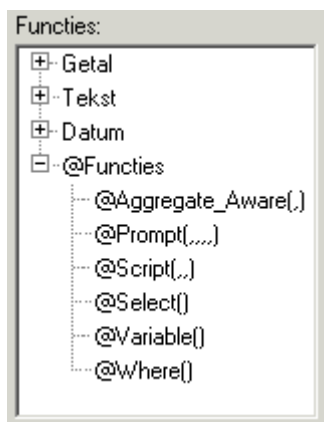 Functies:
Getal
Tekst
Datum
@Functies
@Aggregate_Aware(,)
@Prompt(,,,,)
@Script(,,)
@Select()
@Variable()
@Where()